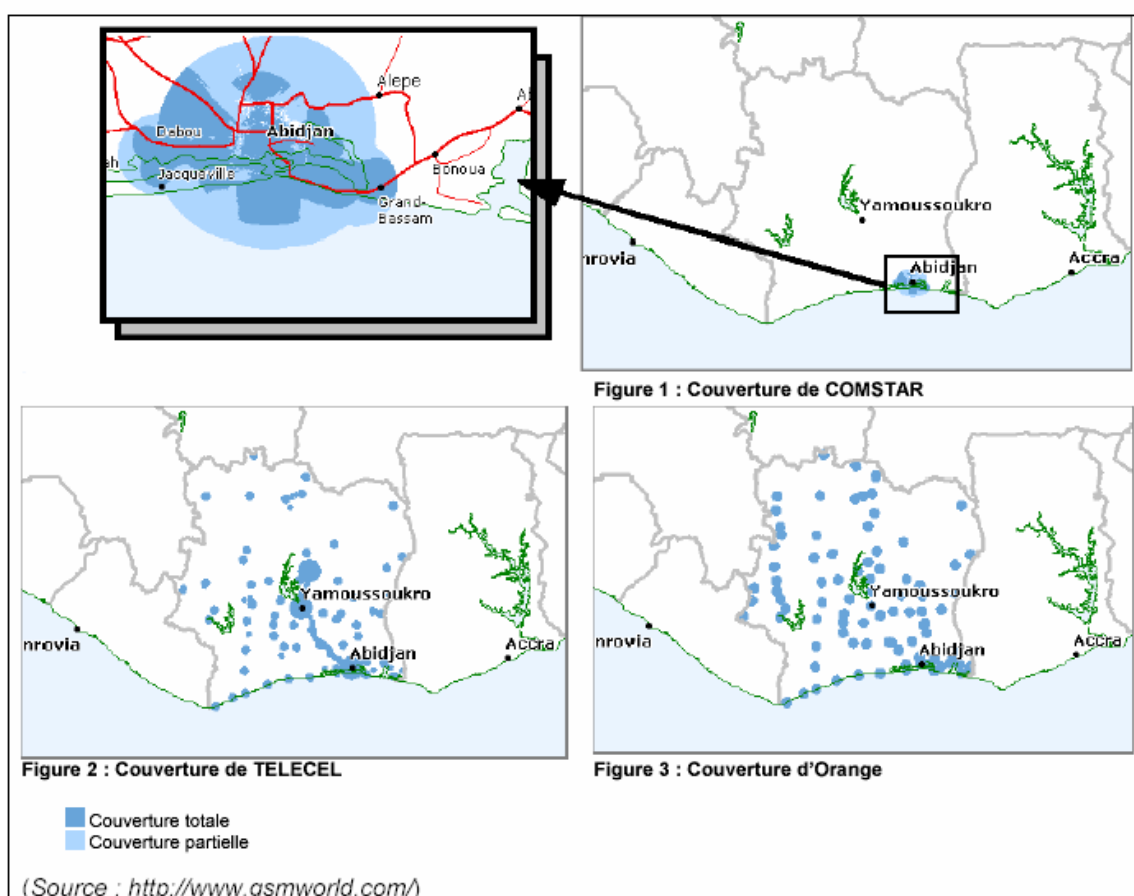 Alepe
Dabou
Abidjan
Jacqueville
Bonoua
Grand-
Bassam
Yamoussoukro
Abidjan
Accra
nrovia
Figure 1 : Couverture de COMSTAR
Yamoussoukro
Abidjan
Accra
nrovia
Figure 2 : Couverture de TELECEL
Yamoussoukro
Abidjan
Accra
nrovia
Figure 3 : Couverture d'Orange
Couverture totale
Couverture partielle
(Source : http://www.gsmworld.com/)